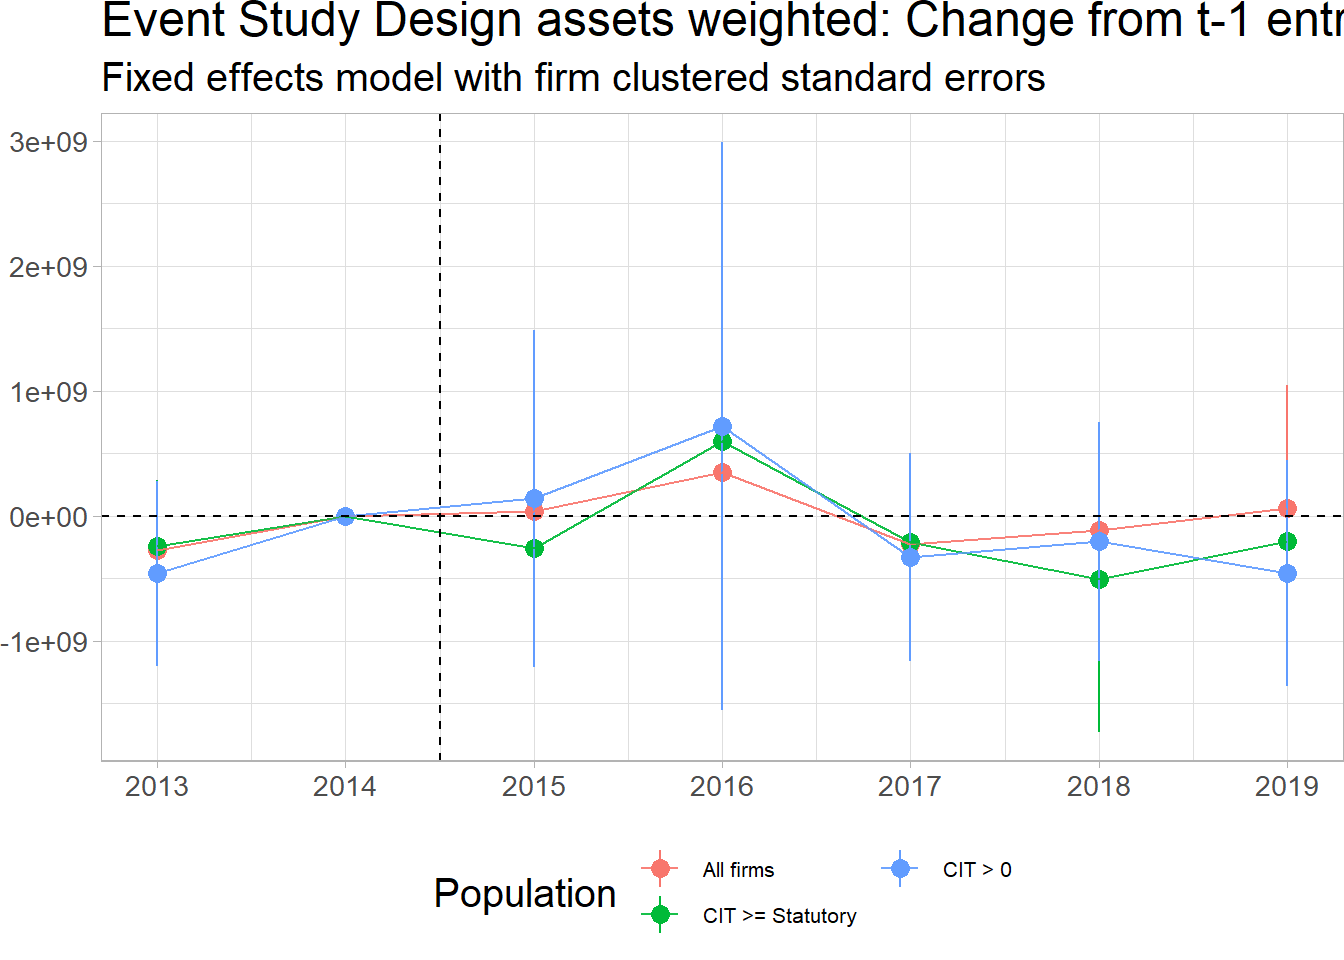 Event Study Design assets weighted: Change from t-1 entr
Fixed effects model with firm clustered standard errors
3e+09
2e+09
1e+09
0e+00
-1e+09
2013 2014 2015 2016 2017 2018 2019
Population
All firms
CIT >= Statutory
CIT > 0